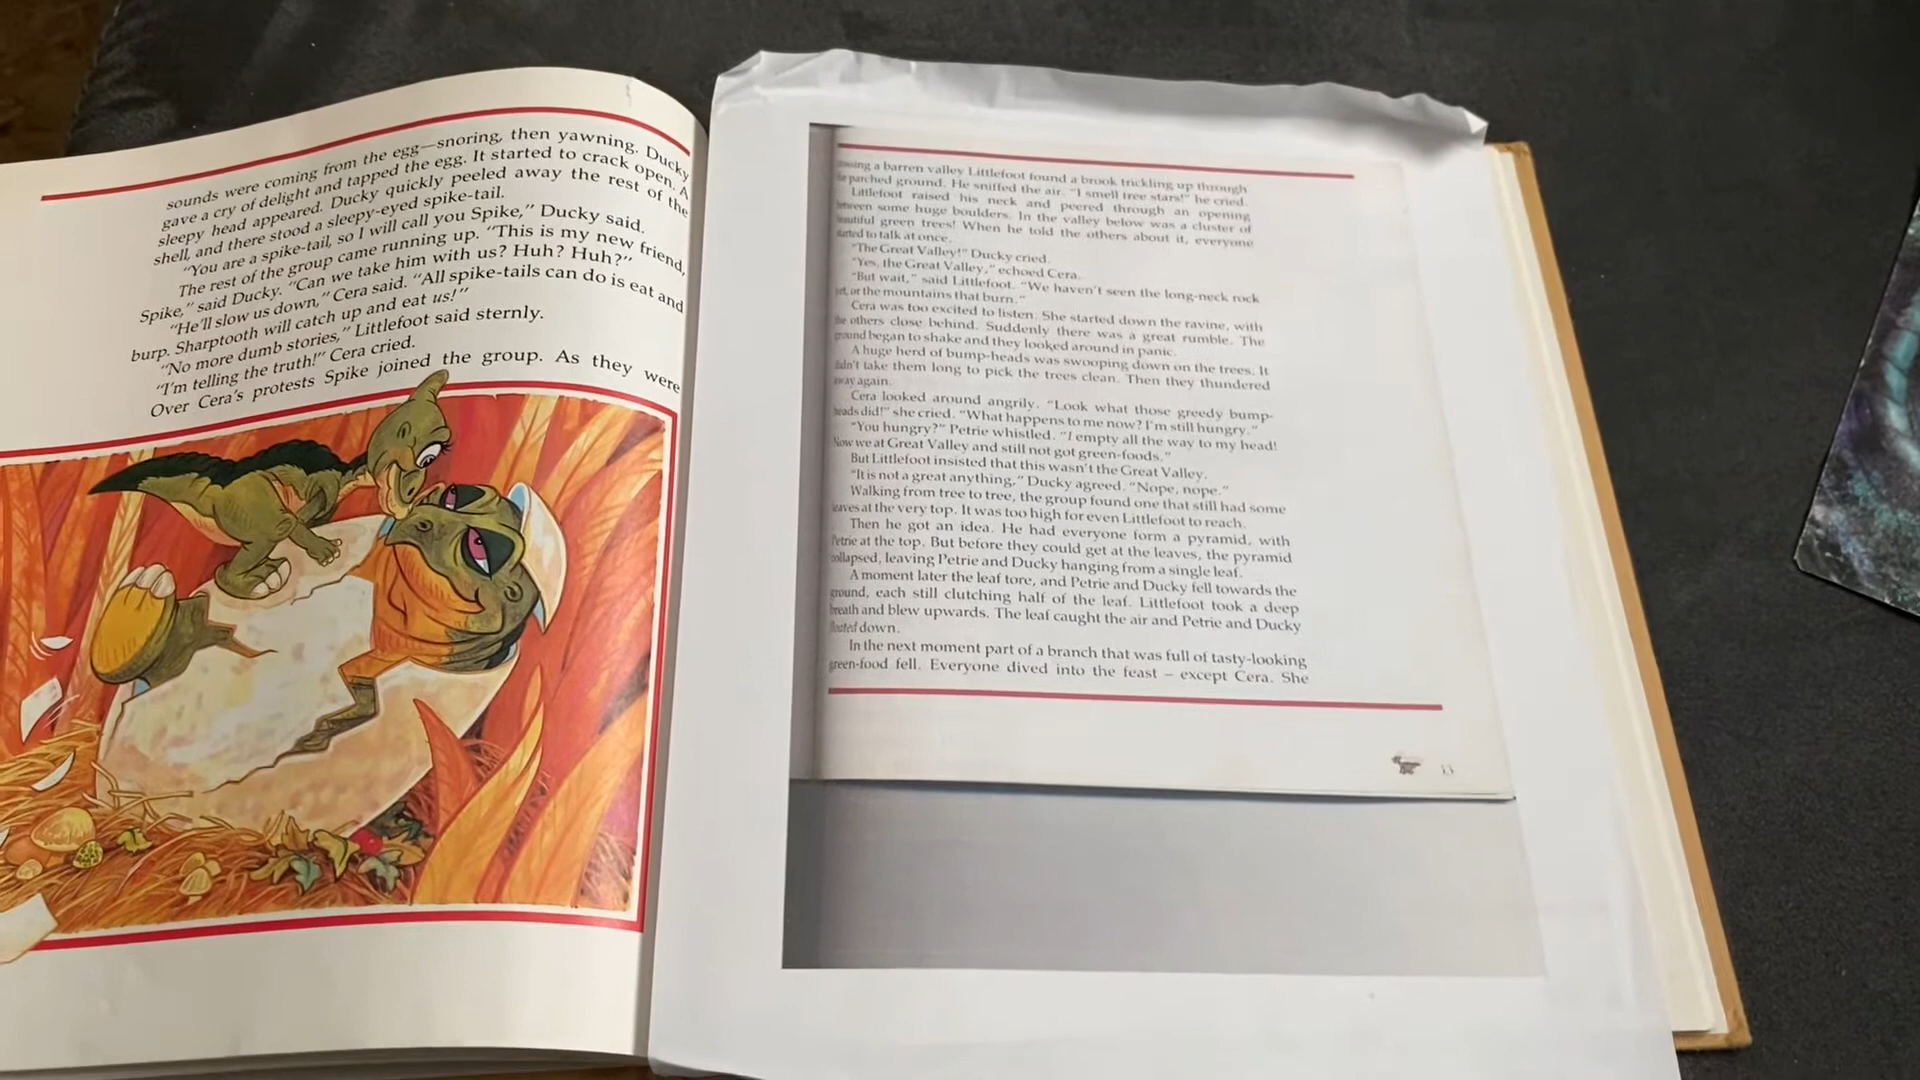 sounds were coming from the egg—snoring, then yawning. Ducky
gave a cry of delight and tapped the egg. It started to crack open. A
sleepy head appeared. Ducky quickly peeled away the rest of the
shell, and there stood a sleepy-eyed spike-tail.
"You are a spike-tail, so I will call you Spike," Ducky said.
The rest of the group came running up. "This is my new friend,
Spike," said Ducky. "Can we take him with us? Huh? Huh?"
"He'll slow us down," Cera said. "All spike-tails can do is eat and
burp. Sharptooth will catch up and eat us!"
"No more dumb stories," Littlefoot said sternly.
"I'm telling the truth!" Cera cried.
Over Cera's protests Spike joined the group. As they were
a barren valley Littlefoot found a brook trickling up through
parched ground. He sniffed the air. "I smell tree stars!" he cried.
Littlefoot raised his neck and peered through an opening
between some huge boulders. In the valley below was a cluster of
beautiful green trees! When he told the others about it, everyone
started to talk at once.
"The Great Valley!" Ducky cried.
"Yes, the Great Valley," echoed Cera.
"But wait," said Littlefoot. "We haven't seen the long-neck rock
or the mountains that burn."
Cera was too excited to listen. She started down the ravine, with
the others close behind. Suddenly there was a great rumble. The
ground began to shake and they looked around in panic.
A huge herd of bump-heads was swooping down on the trees. It
didn't take them long to pick the trees clean. Then they thundered
away again.
Cera looked around angrily. "Look what those greedy bump-
heads did!" she cried. "What happens to me now? I'm still hungry."
"You hungry?" Petrie whistled. "I empty all the way to my head!
Now we at Great Valley and still not got green-foods."
But Littlefoot insisted that this wasn't the Great Valley.
"It is not a great anything," Ducky agreed. "Nope, nope."
Walking from tree to tree, the group found one that still had some
leaves at the very top. It was too high for even Littlefoot to reach.
Then he got an idea. He had everyone form a pyramid, with
Petrie at the top. But before they could get at the leaves, the pyramid
collapsed, leaving Petrie and Ducky hanging from a single leaf.
A moment later the leaf tore, and Petrie and Ducky fell towards the
ground, each still clutching half of the leaf. Littlefoot took a deep
breath and blew upwards. The leaf caught the air and Petrie and Ducky
floated down.
In the next moment part of a branch that was full of tasty-looking
green-food fell. Everyone dived into the feast – except Cera. She
13